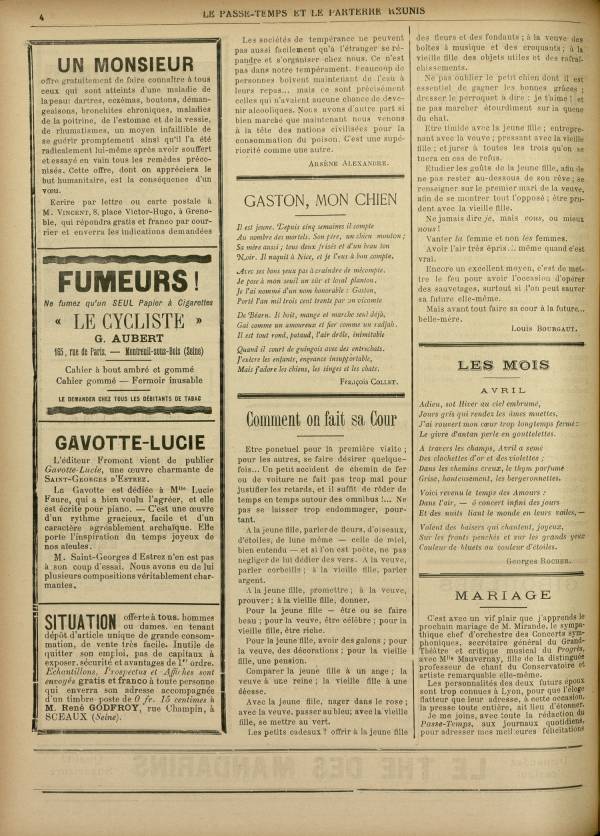 4
LE PASSE-TEMPS ET LE PARTERRE RÉUNIS
UN MONSIEUR
offre gratuitement de faire connaître à tous
ceux qui sont atteints d'une maladie de
la peau: dartres, eczémas, boutons, déman-
geaisons, bronchites chroniques, maladies
de la poitrine, de l'estomac et de la vessie,
de rhumatismes, un moyen infaillible de
se guérir promptement ainsi qu'il l'a été
radicalement lui-même après avoir souffert
et essayé en vain tous les remèdes préco-
nisés. Cette offre, dont on appréciera le
but humanitaire, est la conséquence d'un
vœu.
Ecrire par lettre ou carte postale à
M. VINCENT, 8, place Victor-Hugo, à Greno-
ble, qui répondra gratis et franco par cour-
rier et enverra les indications demandées
FUMEURS!
Ne fumez qu'un SEUL Papier à Cigarettes
« LE CYCLISTE »
G. AUBERT
165, rue de Paris. — Montreuil-sous-Bois (Seine)
Cahier à bout ambré et gommé
Cahier gommé — Fermoir inusable
LE DEMANDER CHEZ TOUS LES DÉBITANTS DE TABAC
GAVOTTE-LUCIE
L'éditeur Fromont vient de publier
Gavotte-Lucie, une œuvre charmante de
SAINT-GEORGES D'ESTREZ.
La Gavotte est dédiée à Mlle Lucie
Faure, qui a bien voulu l'agréer, et elle
est écrite pour piano. — C'est une œuvre
d'un rythme gracieux, facile et d'un
caractère agréablement archaïque. Elle
porte l'inspiration du temps joyeux de
nos aïeules.
M. Saint-Georges d'Estrez n'en est pas
à son coup d'essai. Nous avons eu de lui
plusieurs compositions véritablement char-
mantes.
SITUATION offerte à tous. hommes
ou dames. en tenant
dépôt d'article unique de grande consom-
mation, de vente très facile. Inutile de
quitter son emploi, pas de capitaux à
exposer. sécurité et avantages de 1er ordre.
Echantillons, Prospectus et Affiches sont
envoyés gratis et franco à toute personne
qui enverra son adresse accompagnée
d'un timbre-poste de 0 fr. 15 centimes à
M. René GODFROY, rue Champin, à
SCEAUX (Seine).
Les sociétés de tempérance ne peuvent
pas aussi facilement qu'à l'étranger se ré-
pandre et s'organiser chez nous. Ce n'est
pas dans notre tempérament. Beaucoup de
personnes boivent maintenant de l'eau à
leurs repas... mais ce sont précisément
celles qui n'avaient aucune chance de deve-
nir alcooliques. Nous avons d'autre part si
bien marché que maintenant nous venons
à la tête des nations civilisées pour la
consommation du poison. C'est une supé-
riorité comme une autre.
ARSÈNE ALEXANDRE.
GASTON, MON CHIEN
Il est jeune. Depuis cinq semaines il compte
Au nombre des mortels. Son père, un chien mouton;
Sa mère aussi; tous deux frisés et d'un beau ton
Noir. Il naquit à Nice, et je l'eus à bon compte.
Avec ses bons yeux pas à craindre de mécompte.
Je pose à mon seuil un air et local planton,
Je l'ai nommé d'un nom honorable: Gaston,
Porté l'an mil trois cent trente par un vicomte
De Béarn. Il boit, mange et marche seul déjà,
Gai comme un amoureux et fier comme un radjah.
Il est tout rond, pataud, l'air drôle, inimitable
Quand il court de guingois avec des entrechats.
J'exècre les enfants, engeance insupportable,
Mais j'adore les chiens, les singes et les chats.
FRANÇOIS COLLET.
Comment on fait sa Cour
Etre ponctuel pour la première visite;
pour les autres, se faire désirer quelque-
fois... Un petit accident de chemin de fer
ou de voiture ne fait pas trop mal pour
justifier les retards, et il suffit de rôder de
temps en temps autour des omnibus!... Ne
pas se laisser trop endommager, pour-
tant.
A la jeune fille, parler de fleurs, d'oiseaux,
d'étoiles, de lune même — celle de miel,
bien entendu — et si l'on est poète, ne pas
negliger de lui dédier des vers. A la veuve,
parler corbeille; à la vieille fille, parler
argent.
A la jeune fille, promettre; à la veuve,
prouver; à la vieille fille, donner.
Pour la jeune fille — être ou se faire
beau; pour la veuve, être célèbre; pour la
vieille fille, être riche.
Pour la jeune fille, avoir des galons; pour
la veuve, des décorations; pour la vieille
fille, une pension.
Comparer la jeune fille à un ange; la
veuve à une reine; la vieille fille à une
déesse.
Avec la jeune fille, nager dans le rose;
avec la veuve, passer au bleu; avec la vieille
fille, se mettre au vert.
Les petits cadeaux? offrir à la jeune fille
des fleurs et des fondants; à la veuve des
boîtes à musique et des croquants; à la
vieille fille des objets utiles et des rafraî-
chissements.
Ne pas oublier le petit chien dont il est
essentiel de gagner les bonnes grâces;
dresser le perroquet à dire: je t'aime! et
ne pas marcher étourdiment sur la queue
du chat.
Etre timide avec la jeune fille; entrepre-
nant avec la veuve; pressant avec la vieille
fille; et jurer à toutes les trois qu'on se
tuera en cas de refus.
Etudier les goûts de la jeune fille, afin de
ne pas rester au-dessous de son rêve; se
renseigner sur le premier mari de la veuve,
afin de se montrer tout l'opposé; être pru-
dent avec la vieille fille.
Ne jamais dire je, mais vous, ou mieux
nous!
Vanter la femme et non les femmes.
Avoir l'air très épris... même quand c'est
vrai.
Encore un excellent moyen, c'est de met-
tre le feu pour avoir l'occasion d'opérer
des sauvetages, surtout si l'on peut sauver
sa future elle-même.
Mais avant tout faire sa cour à la future...
belle-mère.
LOUIS BOURGAUT.
LES MOIS
AVRIL
Adieu, sot Hiver au ciel embrumé,
Jours gris qui rendez les âmes muettes,
J'ai rouvert mon cœur trop longtemps fermé:
Le givre d'antan perle en gouttelettes.
A travers les champs, Avril a semé
Des clochettes d'or et des violettes;
Dans les chemins creux, le thym parfumé
Grise, hautainement, les bergeronnettes.
Voici revenu le temps des Amours:
Dans l'air, — ô concert infini des jours
Et des nuits liant le monde en leurs voiles, —
Volent des baisers qui chantent, joyeux,
Sur les fronts penchés et sur les grands yeux
Couleur de bluets ou couleur d'étoiles.
GEORGES ROCHER.
MARIAGE
C'est avec un vif plaisir que j'apprends le
prochain mariage de M. Mirande, le sympa-
thique chef d'orchestre des Concerts sym-
phoniques, secrétaire général du Grand-
Théâtre et critique musical du Progrès,
avec Mlle Mauvernay, fille de la distinguée
professeur de chant du Conservatoire et
artiste remarquable elle-même.
Les personnalités des deux futurs époux
sont trop connues à Lyon, pour que l'éloge
flatteur que leur adresse, à cette occasion,
la presse toute entière, ait lieu d'étonner.
Je me joins, avec toute la rédaction du
Passe-Temps, aux journaux quotidiens,
pour adresser mes meilleures félicitations